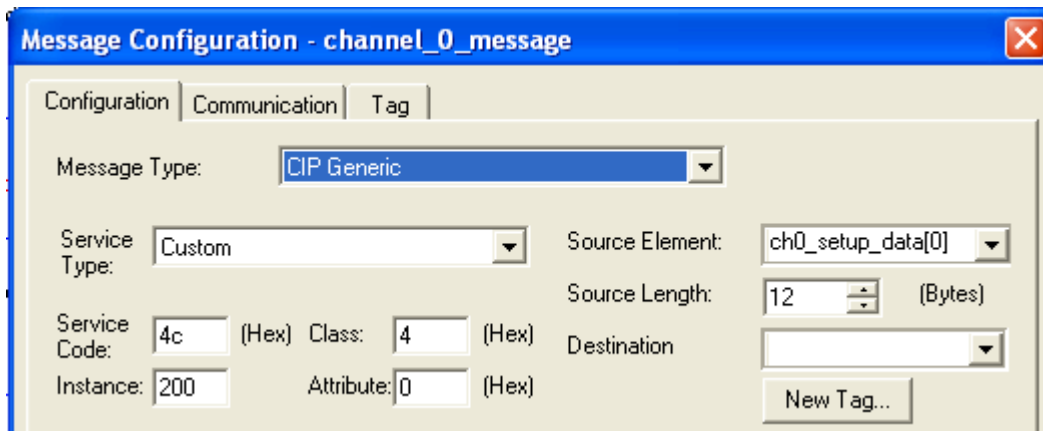 Message Configuration - channel_0_message
Configuration Communication Tag
Message Type: CIP Generic
Service Type: Custom
Source Element: ch0_setup_data[0]
Source Length: 12 (Bytes)
Service Code: 4c (Hex) Class: 4 (Hex)
Destination
Instance: 200 Attribute: 0 (Hex)
New Tag...